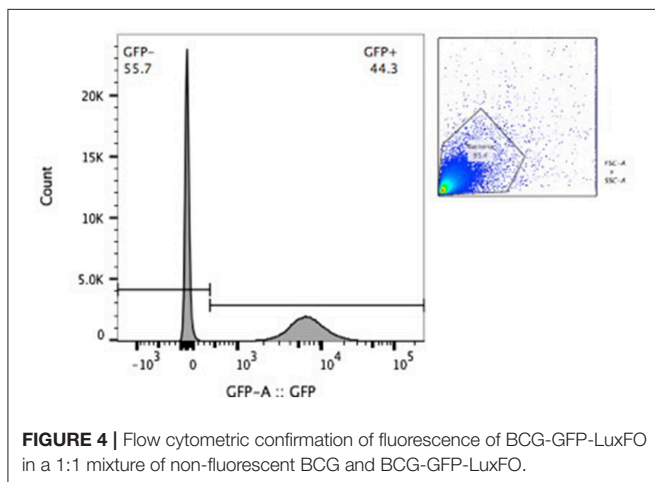 GFP-
55.7
GFP+
44.3
20K
15K
10K
5.0K
0
Count
-10³ 0 10³ 10⁴ 10⁵
GFP-A :: GFP
Bacteria
FSC-A
SSC-A
FIGURE 4 | Flow cytometric confirmation of fluorescence of BCG-GFP-LuxFO
in a 1:1 mixture of non-fluorescent BCG and BCG-GFP-LuxFO.